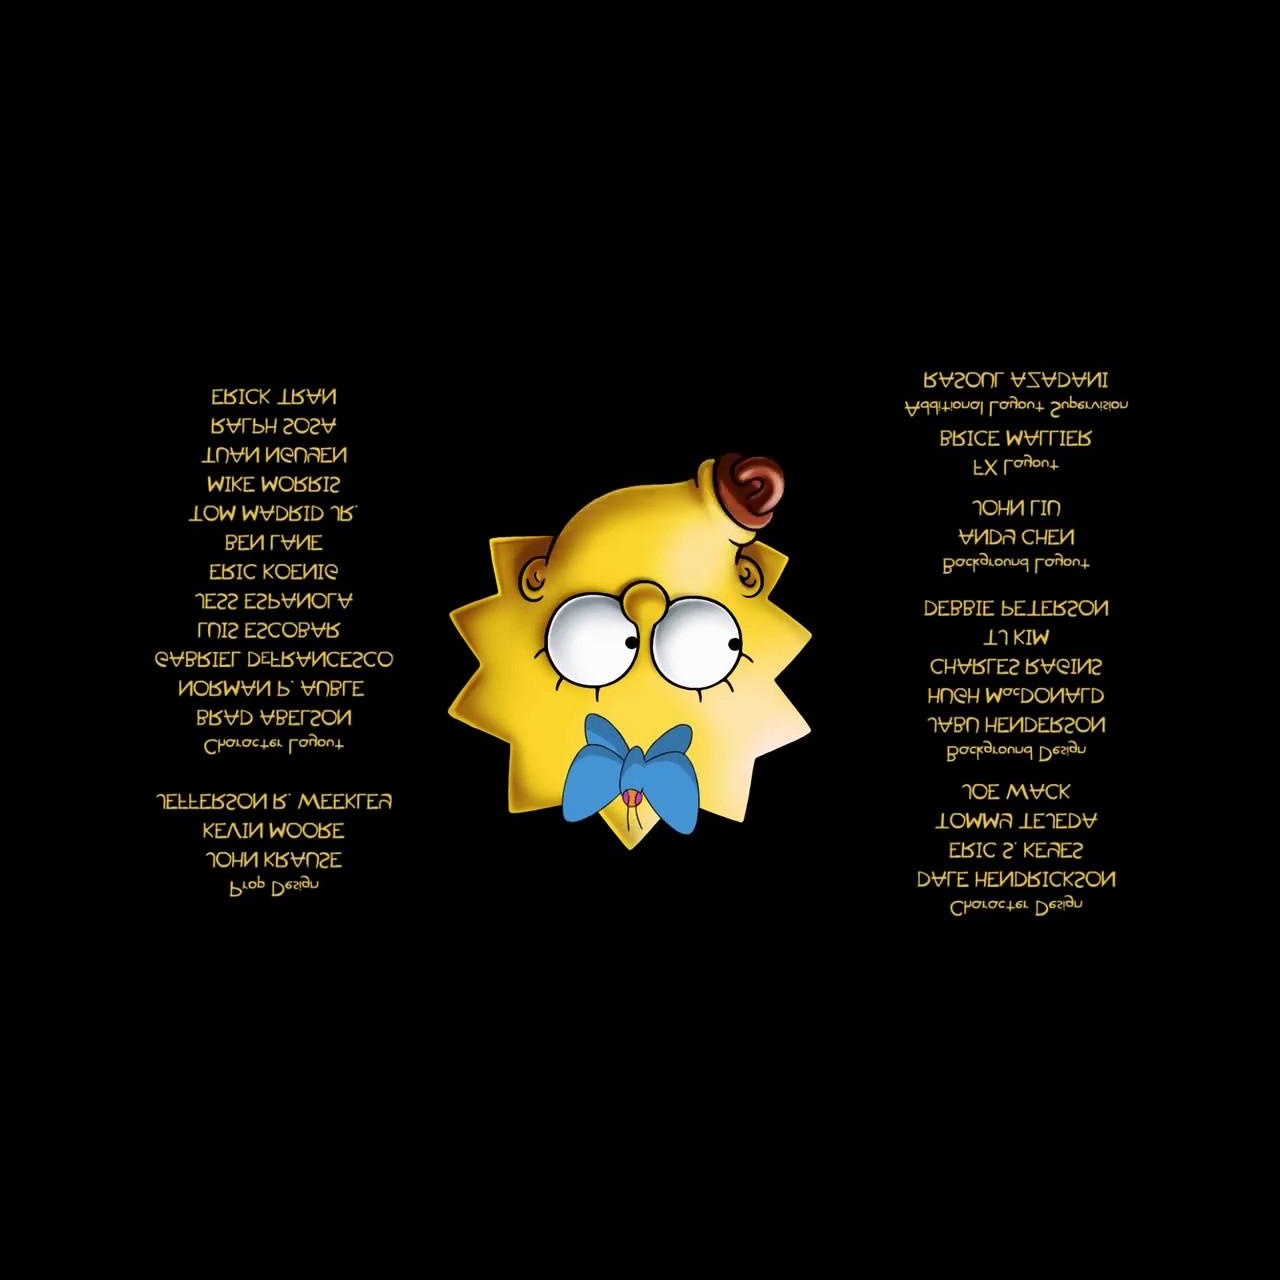 Prop Design
JOHN KRAUSE
KEVIN MOORE
JEFFERSON R. WEEKLEY
Character Layout
BRAD ABELSON
NORMAN P. AUBLE
GABRIEL DeFRANCESCO
LUIS ESCOBAR
JESS ESPANOLA
ERIC KOENIG
BEN LANE
TOM MADRID JR.
MIKE MORRIS
TUAN NGUYEN
RALPH SOSA
ERICK TRAN
Character Design
DALE HENDRICKSON
ERIC S. KEYES
TOMMY TEJEDA
JOE WACK
Background Design
JABU HENDERSON
HUGH MacDONALD
CHARLES RAGINS
TJ KIM
DEBBIE PETERSON
Background Layout
ANDY CHEN
JOHN LIU
FX Layout
BRICE MALLIER
Additional Layout Supervision
RASOUL AZADANI